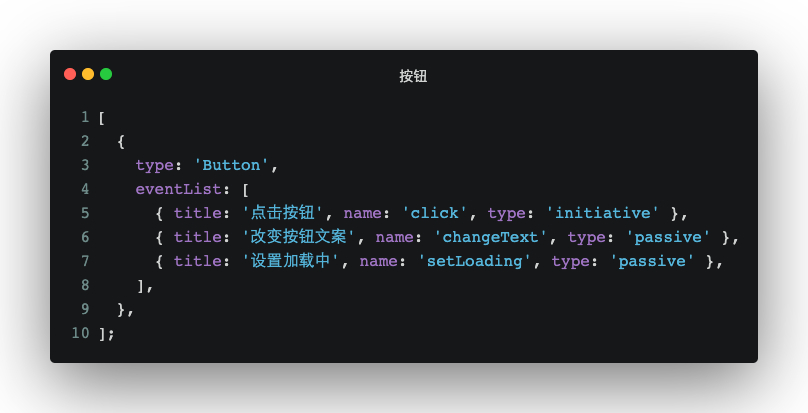 按钮
1 [
2   {
3     type: 'Button',
4     eventList: [
5       { title: '点击按钮', name: 'click', type: 'initiative' },
6       { title: '改变按钮文案', name: 'changeText', type: 'passive' },
7       { title: '设置加载中', name: 'setLoading', type: 'passive' },
8     ],
9   },
10 ];